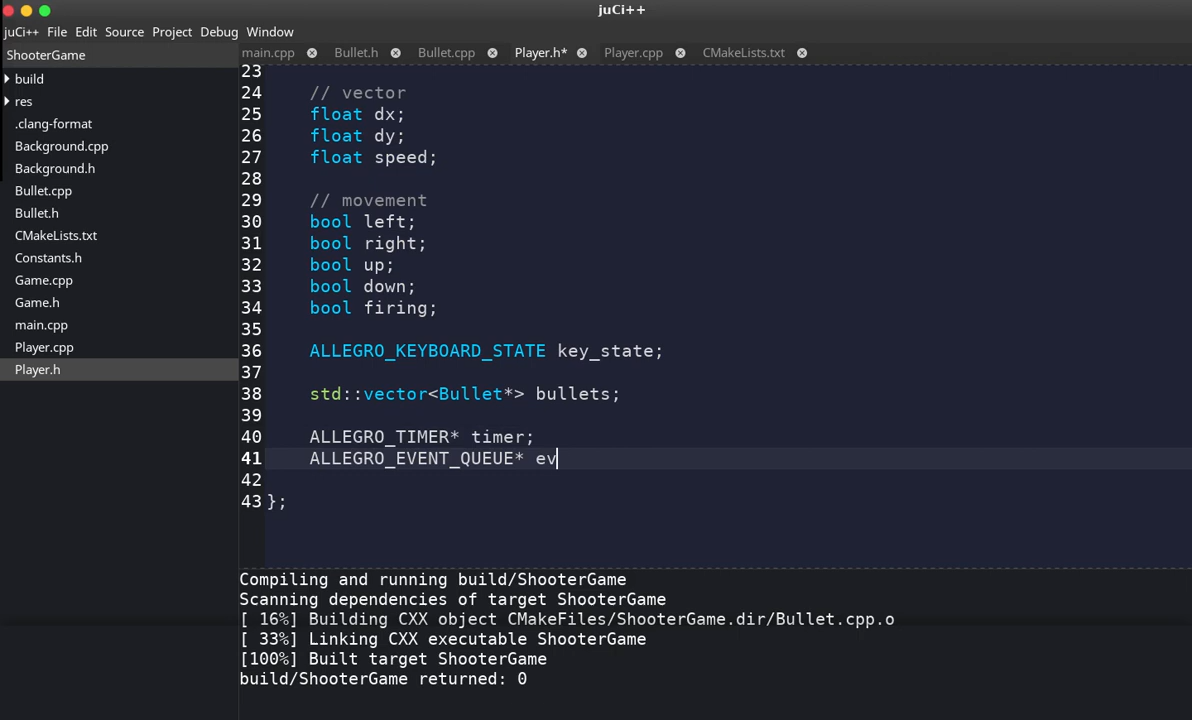 juCi++
juCi++ File Edit Source Project Debug Window
ShooterGame
main.cpp Bullet.h Bullet.cpp Player.h* Player.cpp CMakeLists.txt
build
res
.clang-format
Background.cpp
Background.h
Bullet.cpp
Bullet.h
CMakeLists.txt
Constants.h
Game.cpp
Game.h
main.cpp
Player.cpp
Player.h
23
24 // vector
25 float dx;
26 float dy;
27 float speed;
28
29 // movement
30 bool left;
31 bool right;
32 bool up;
33 bool down;
34 bool firing;
35
36 ALLEGRO_KEYBOARD_STATE key_state;
37
38 std::vector<Bullet*> bullets;
39
40 ALLEGRO_TIMER* timer;
41 ALLEGRO_EVENT_QUEUE* ev
42
43 };
Compiling and running build/ShooterGame
Scanning dependencies of target ShooterGame
[ 16%] Building CXX object CMakeFiles/ShooterGame.dir/Bullet.cpp.o
[ 33%] Linking CXX executable ShooterGame
[100%] Built target ShooterGame
build/ShooterGame returned: 0